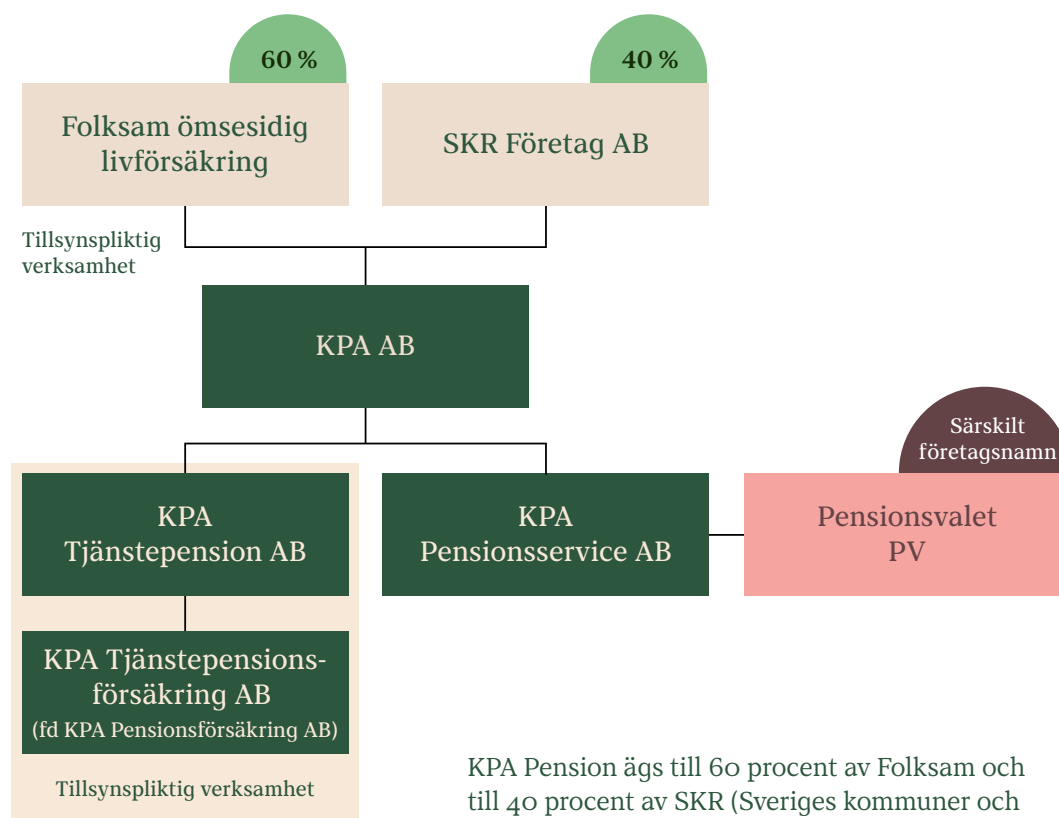 60 %
40 %
Folksam ömsesidig
livförsäkring
SKR Företag AB
Tillsynspliktig
verksamhet
KPA AB
Särskilt
företagsnamn
KPA
Tjänstepension AB
KPA
Pensionsservice AB
Pensionsvalet
PV
KPA Tjänstepensions-
försäkring AB
(fd KPA Pensionsförsäkring AB)
Tillsynspliktig verksamhet
KPA Pension ägs till 60 procent av Folksam och
till 40 procent av SKR (Sveriges kommuner och